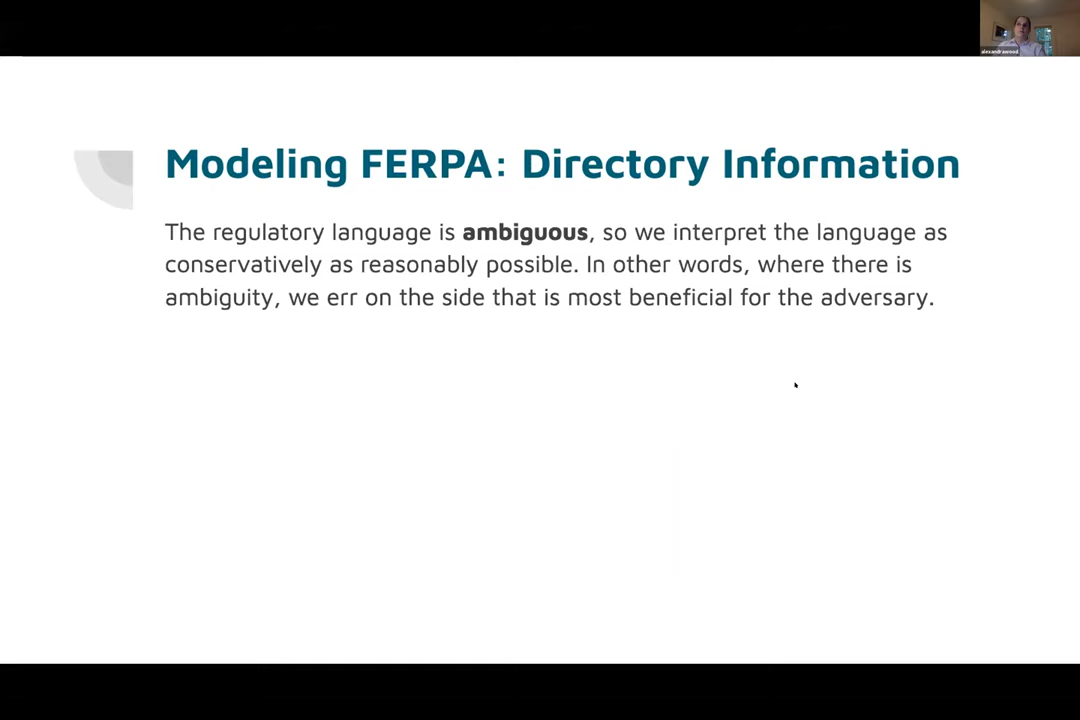 alexandrawood
Modeling FERPA: Directory Information
The regulatory language is ambiguous, so we interpret the language as
conservatively as reasonably possible. In other words, where there is
ambiguity, we err on the side that is most beneficial for the adversary.